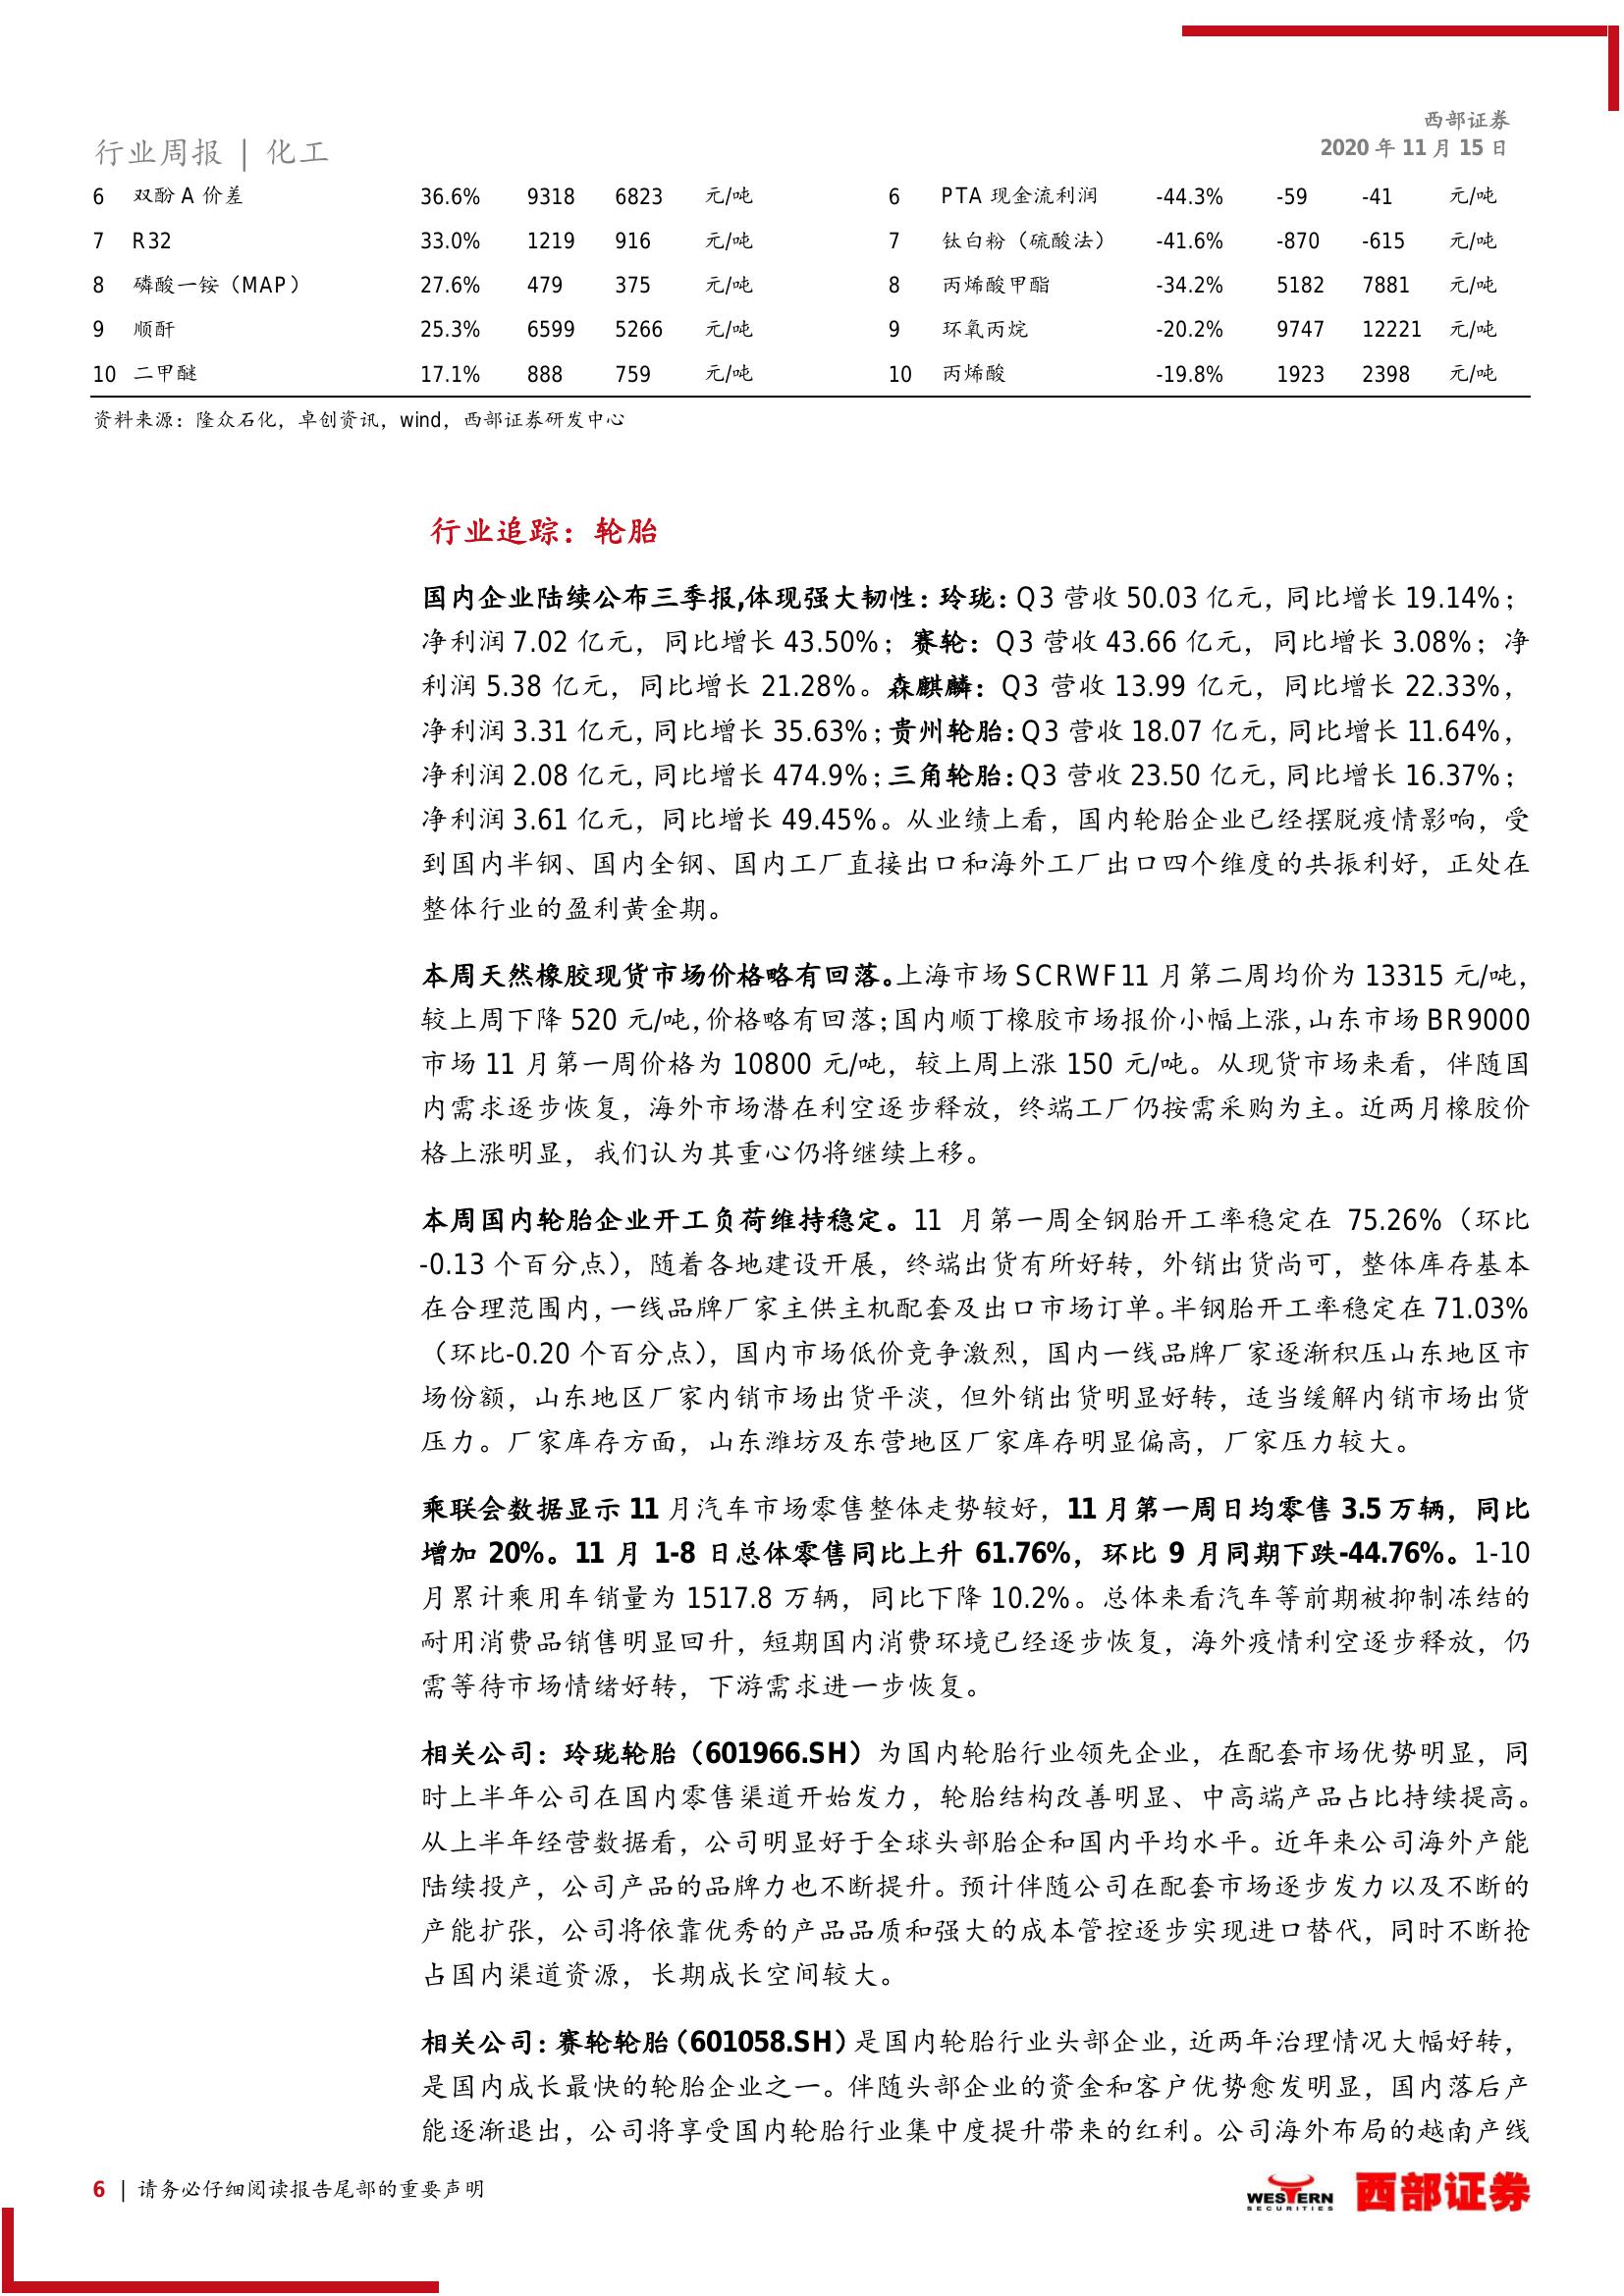 西部证券
行业周报 | 化工
2020 年 11 月 15 日
6 双酚 A 价差 36.6% 9318 6823 元/吨 6 PTA 现金流利润 -44.3% -59 -41 元/吨
7 R32 33.0% 1219 916 元/吨 7 钛白粉（硫酸法） -41.6% -870 -615 元/吨
8 磷酸一铵（MAP） 27.6% 479 375 元/吨 8 丙烯酸甲酯 -34.2% 5182 7881 元/吨
9 顺酐 25.3% 6599 5266 元/吨 9 环氧丙烷 -20.2% 9747 12221 元/吨
10 二甲醚 17.1% 888 759 元/吨 10 丙烯酸 -19.8% 1923 2398 元/吨
资料来源：隆众石化，卓创资讯，wind，西部证券研发中心
行业追踪：轮胎
国内企业陆续公布三季报,体现强大韧性：玲珑：Q3 营收 50.03 亿元，同比增长 19.14%；
净利润 7.02 亿元，同比增长 43.50%；赛轮：Q3 营收 43.66 亿元，同比增长 3.08%；净
利润 5.38 亿元，同比增长 21.28%。森麒麟：Q3 营收 13.99 亿元，同比增长 22.33%，
净利润 3.31 亿元，同比增长 35.63%；贵州轮胎：Q3 营收 18.07 亿元，同比增长 11.64%，
净利润 2.08 亿元，同比增长 474.9%；三角轮胎：Q3 营收 23.50 亿元，同比增长 16.37%；
净利润 3.61 亿元，同比增长 49.45%。从业绩上看，国内轮胎企业已经摆脱疫情影响，受
到国内半钢、国内全钢、国内工厂直接出口和海外工厂出口四个维度的共振利好，正处在
整体行业的盈利黄金期。
本周天然橡胶现货市场价格略有回落。上海市场 SCRWF11 月第二周均价为 13315 元/吨，
较上周下降 520 元/吨，价格略有回落；国内顺丁橡胶市场报价小幅上涨，山东市场 BR9000
市场 11 月第一周价格为 10800 元/吨，较上周上涨 150 元/吨。从现货市场来看，伴随国
内需求逐步恢复，海外市场潜在利空逐步释放，终端工厂仍按需采购为主。近两月橡胶价
格上涨明显，我们认为其重心仍将继续上移。
本周国内轮胎企业开工负荷维持稳定。11 月第一周全钢胎开工率稳定在 75.26%（环比
-0.13 个百分点），随着各地建设开展，终端出货有所好转，外销出货尚可，整体库存基本
在合理范围内，一线品牌厂家主供主机配套及出口市场订单。半钢胎开工率稳定在 71.03%
（环比-0.20 个百分点），国内市场低价竞争激烈，国内一线品牌厂家逐渐积压山东地区市
场份额，山东地区厂家内销市场出货平淡，但外销出货明显好转，适当缓解内销市场出货
压力。厂家库存方面，山东潍坊及东营地区厂家库存明显偏高，厂家压力较大。
乘联会数据显示 11 月汽车市场零售整体走势较好，11 月第一周日均零售 3.5 万辆，同比
增加 20%。11 月 1-8 日总体零售同比上升 61.76%，环比 9 月同期下跌-44.76%。1-10
月累计乘用车销量为 1517.8 万辆，同比下降 10.2%。总体来看汽车等前期被抑制冻结的
耐用消费品销售明显回升，短期国内消费环境已经逐步恢复，海外疫情利空逐步释放，仍
需等待市场情绪好转，下游需求进一步恢复。
相关公司：玲珑轮胎（601966.SH）为国内轮胎行业领先企业，在配套市场优势明显，同
时上半年公司在国内零售渠道开始发力，轮胎结构改善明显、中高端产品占比持续提高。
从上半年经营数据看，公司明显好于全球头部胎企和国内平均水平。近年来公司海外产能
陆续投产，公司产品的品牌力也不断提升。预计伴随公司在配套市场逐步发力以及不断的
产能扩张，公司将依靠优秀的产品品质和强大的成本管控逐步实现进口替代，同时不断抢
占国内渠道资源，长期成长空间较大。
相关公司：赛轮轮胎（601058.SH）是国内轮胎行业头部企业，近两年治理情况大幅好转，
是国内成长最快的轮胎企业之一。伴随头部企业的资金和客户优势愈发明显，国内落后产
能逐渐退出，公司将享受国内轮胎行业集中度提升带来的红利。公司海外布局的越南产线
6 | 请务必仔细阅读报告尾部的重要声明
WESTERN
SECURITIES
西部证券